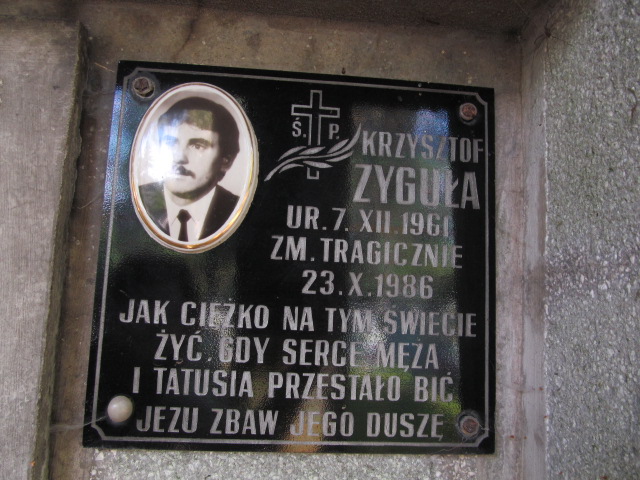 Ś. P. KRZYSZTOF
ZYGUŁA
UR. 7. XII. 1961
ZM. TRAGICZNIE
23. X. 1986
JAK CIĘŻKO NA TYM ŚWIECIE
ŻYĆ. GDY SERCE MĘŻA
I TATUSIA PRZESTAŁO BIĆ
JEZU ZBAW JEGO DUSZĘ